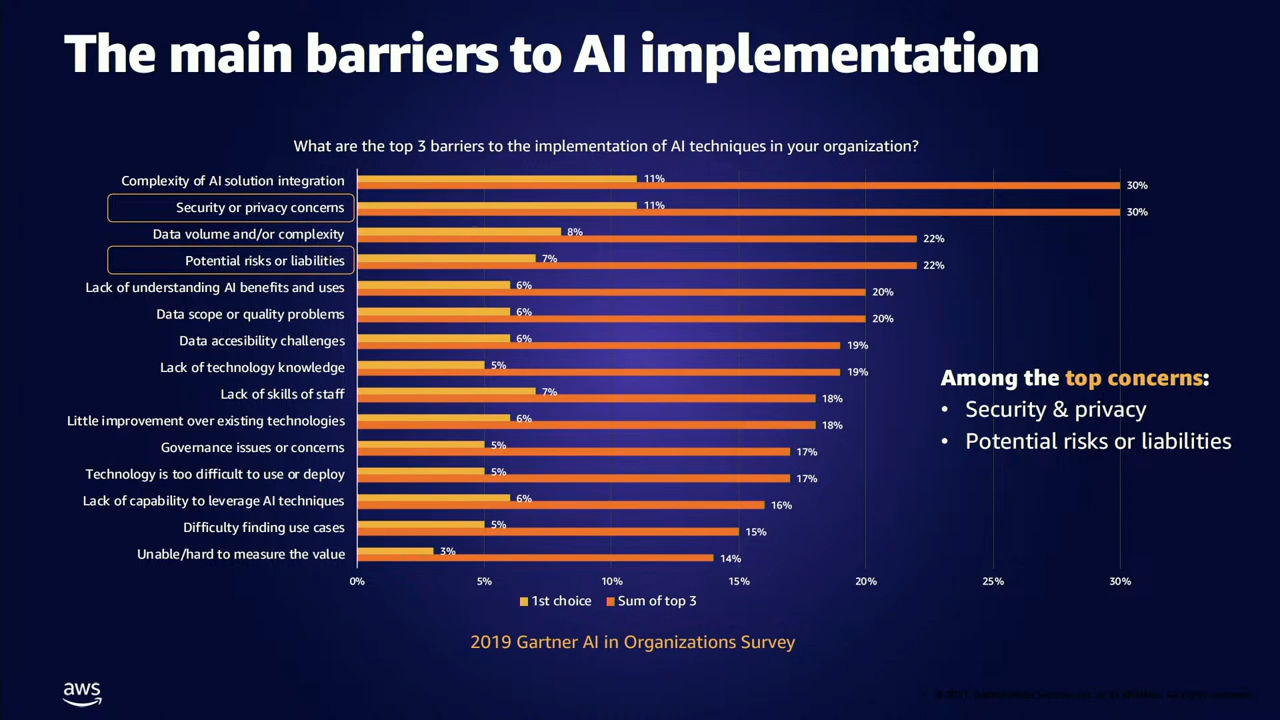 The main barriers to AI implementation
What are the top 3 barriers to the implementation of AI techniques in your organization?
Complexity of AI solution integration 11% 30%
Security or privacy concerns 11% 30%
Data volume and/or complexity 8% 22%
Potential risks or liabilities 7% 22%
Lack of understanding AI benefits and uses 6% 20%
Data scope or quality problems 6% 20%
Data accesibility challenges 6% 19%
Lack of technology knowledge 5% 19%
Lack of skills of staff 7% 18%
Little improvement over existing technologies 6% 18%
Governance issues or concerns 5% 17%
Technology is too difficult to use or deploy 5% 17%
Lack of capability to leverage AI techniques 6% 16%
Difficulty finding use cases 5% 15%
Unable/hard to measure the value 3% 14%
0% 5% 10% 15% 20% 25% 30%
1st choice Sum of top 3
Among the top concerns:
• Security & privacy
• Potential risks or liabilities
2019 Gartner AI in Organizations Survey
aws